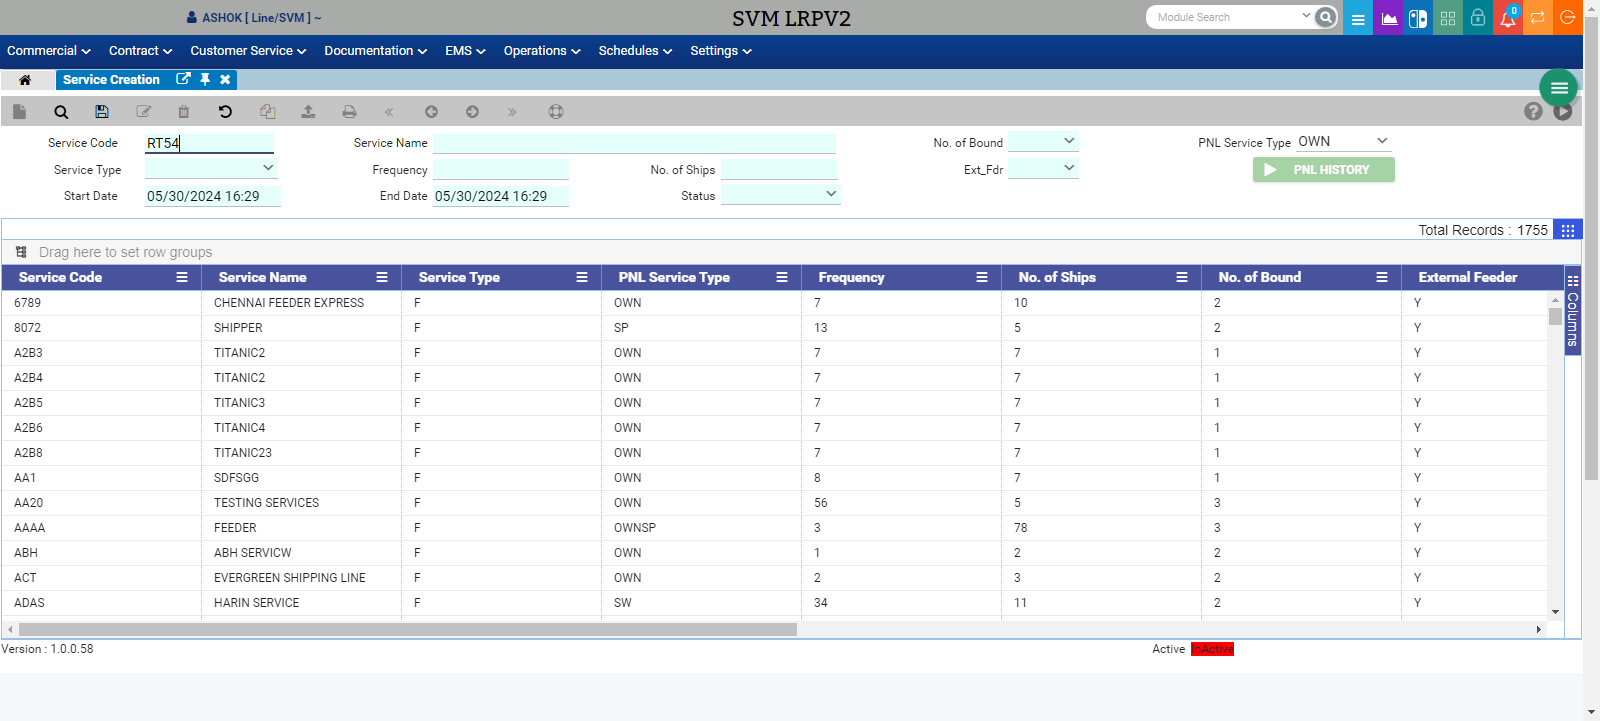 ASHOK [ Line/SVM ] ~
SVM LRPV2
Module Search
0
Commercial Contract Customer Service Documentation EMS Operations Schedules Settings
Service Creation
Service Code RT54 Service Name No. of Bound PNL Service Type OWN
Service Type Frequency No. of Ships Ext_Fdr PNL HISTORY
Start Date 05/30/2024 16:29 End Date 05/30/2024 16:29 Status
Total Records : 1755
Drag here to set row groups
Service Code Service Name Service Type PNL Service Type Frequency No. of Ships No. of Bound External Feeder
Columns
6789 CHENNAI FEEDER EXPRESS F OWN 7 10 2 Y
8072 SHIPPER F SP 13 5 2 Y
A2B3 TITANIC2 F OWN 7 7 1 Y
A2B4 TITANIC2 F OWN 7 7 1 Y
A2B5 TITANIC3 F OWN 7 7 1 Y
A2B6 TITANIC4 F OWN 7 7 1 Y
A2B8 TITANIC23 F OWN 7 7 1 Y
AA1 SDFSGG F OWN 8 7 1 Y
AA20 TESTING SERVICES F OWN 56 5 3 Y
AAAA FEEDER F OWNSP 3 78 3 Y
ABH ABH SERVICW F OWN 1 2 2 Y
ACT EVERGREEN SHIPPING LINE F OWN 2 3 2 Y
ADAS HARIN SERVICE F SW 34 11 2 Y
Version : 1.0.0.58 Active InActive